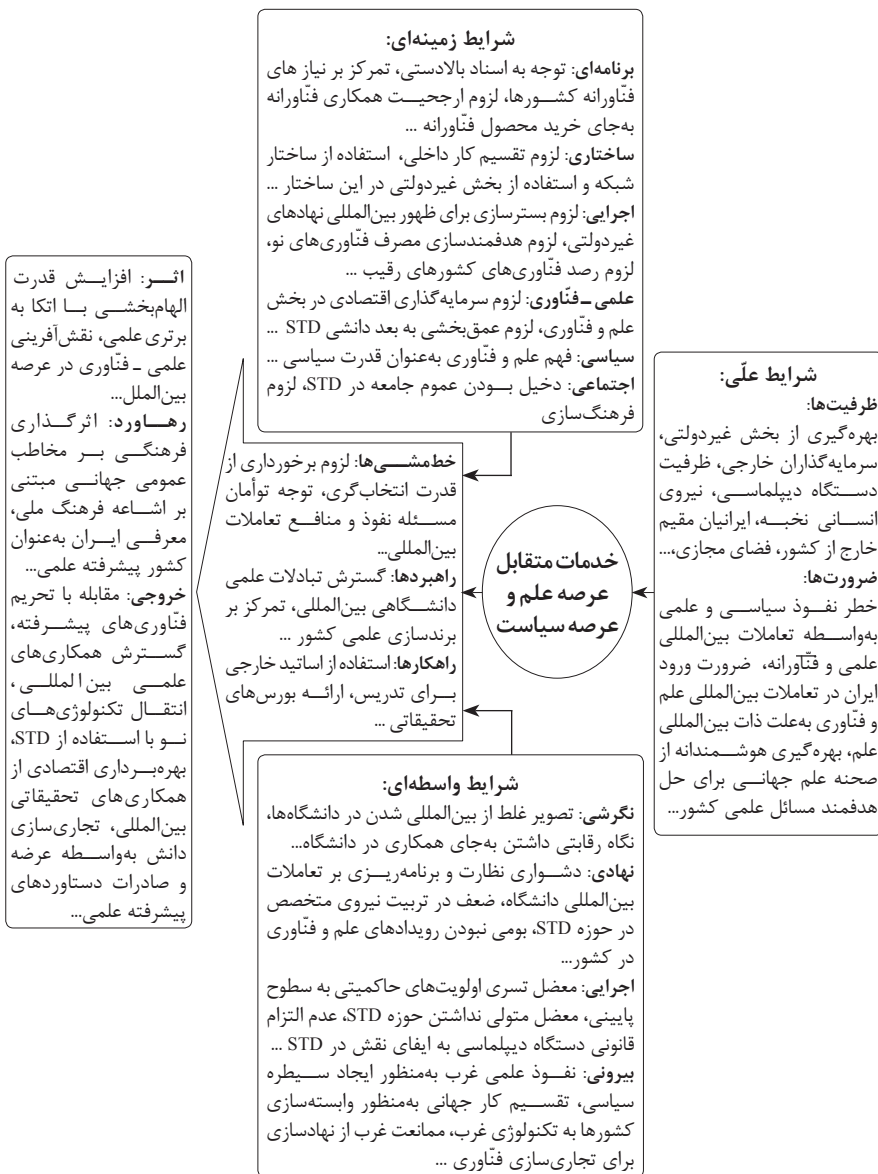 شرایط زمینه‌ای:
برنامه‌ای: توجه به اسناد بالادستی، تمرکز بر نیاز های
فنّاورانه کشورها، لزوم ارجحیت همکاری فنّاورانه
به‌جای خرید محصول فنّاورانه ...
ساختاری: لزوم تقسیم کار داخلی، استفاده از ساختار
شبکه و استفاده از بخش غیردولتی در این ساختار ...
اجرایی: لزوم بسترسازی برای ظهور بین‌المللی نهادهای
غیردولتی، لزوم هدفمندسازی مصرف فنّاوری‌های نو،
لزوم رصد فنّاوری‌های کشورهای رقیب ...
علمی ـ فنّاوری: لزوم سرمایه‌گذاری اقتصادی در بخش
علم و فنّاوری، لزوم عمق‌بخشی به بعد دانشی STD ...
سیاسی: فهم علم و فنّاوری به‌عنوان قدرت سیاسی ...
اجتماعی: دخیل بودن عموم جامعه در STD، لزوم
فرهنگ‌سازی
شرایط علّی:
ظرفیت‌ها:
بهره‌گیری از بخش غیردولتی،
سرمایه‌گذاران خارجی، ظرفیت
دستگاه دیپلماسی، نیروی
انسانی نخبه، ایرانیان مقیم
خارج از کشور، فضای مجازی،...
ضرورت‌ها:
خطر نفوذ سیاسی و علمی
به‌واسطه تعاملات بین‌المللی
علمی و فنّاورانه، ضرورت ورود
ایران در تعاملات بین‌المللی علم
و فنّاوری به‌علت ذات بین‌المللی
علم، بهره‌گیری هوشمندانه از
صحنه علم جهانی برای حل
هدفمند مسائل علمی کشور...
خدمات متقابل
عرصه علم و
عرصه سیاست
خط‌مشی‌ها: لزوم برخورداری از
قدرت انتخاب‌گری، توجه توأمان
مسئله نفوذ و منافع تعاملات
بین‌المللی...
راهبردها: گسترش تبادلات علمی
دانشگاهی بین‌المللی، تمرکز بر
برندسازی علمی کشور ...
راهکارها: استفاده از اساتید خارجی
برای تدریس، ارائه بورس‌های
تحقیقاتی ...
شرایط واسطه‌ای:
نگرشی: تصویر غلط از بین‌المللی شدن در دانشگاه‌ها،
نگاه رقابتی داشتن به‌جای همکاری در دانشگاه...
نهادی: دشواری نظارت و برنامه‌ریزی بر تعاملات
بین‌المللی دانشگاه، ضعف در تربیت نیروی متخصص
در حوزه STD، بومی نبودن رویدادهای علم و فنّاوری
در کشور...
اجرایی: معضل تسری اولویت‌های حاکمیتی به سطوح
پایینی، معضل متولی نداشتن حوزه STD، عدم التزام
قانونی دستگاه دیپلماسی به ایفای نقش در STD ...
بیرونی: نفوذ علمی غرب به‌منظور ایجاد سیطره
سیاسی، تقسیم کار جهانی به‌منظور وابسته‌سازی
کشورها به تکنولوژی غرب، ممانعت غرب از نهادسازی
برای تجاری‌سازی فنّاوری ...
اثر: افزایش قدرت
الهام‌بخشی با اتکا به
برتری علمی، نقش‌آفرینی
علمی ـ فنّاوری در عرصه
بین‌الملل...
رهاورد: اثرگذاری
فرهنگی بر مخاطب
عمومی جهانی مبتنی
بر اشاعه فرهنگ ملی،
معرفی ایران به‌عنوان
کشور پیشرفته علمی...
خروجی: مقابله با تحریم
فنّاوری‌های پیشرفته،
گسترش همکاری‌های
علمی بین‌المللی،
انتقال تکنولوژی‌های
نو با استفاده از STD،
بهره‌برداری اقتصادی از
همکاری‌های تحقیقاتی
بین‌المللی، تجاری‌سازی
دانش به‌واسطه عرضه
و صادرات دستاوردهای
پیشرفته علمی...